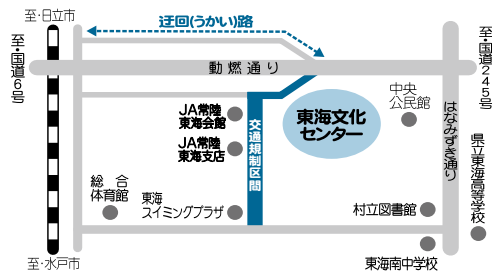 至・日立市
迂回(うかい)路
至・国道6号
至・国道245号
動燃通り
中央
公民館
はなみずき通り
JA常陸
東海会館
東海文化
センター
JA常陸
東海支店
交通規制区間
県立東海高等学校
総合
体育館
東海
スイミングプラザ
村立図書館
至・水戸市
東海南中学校